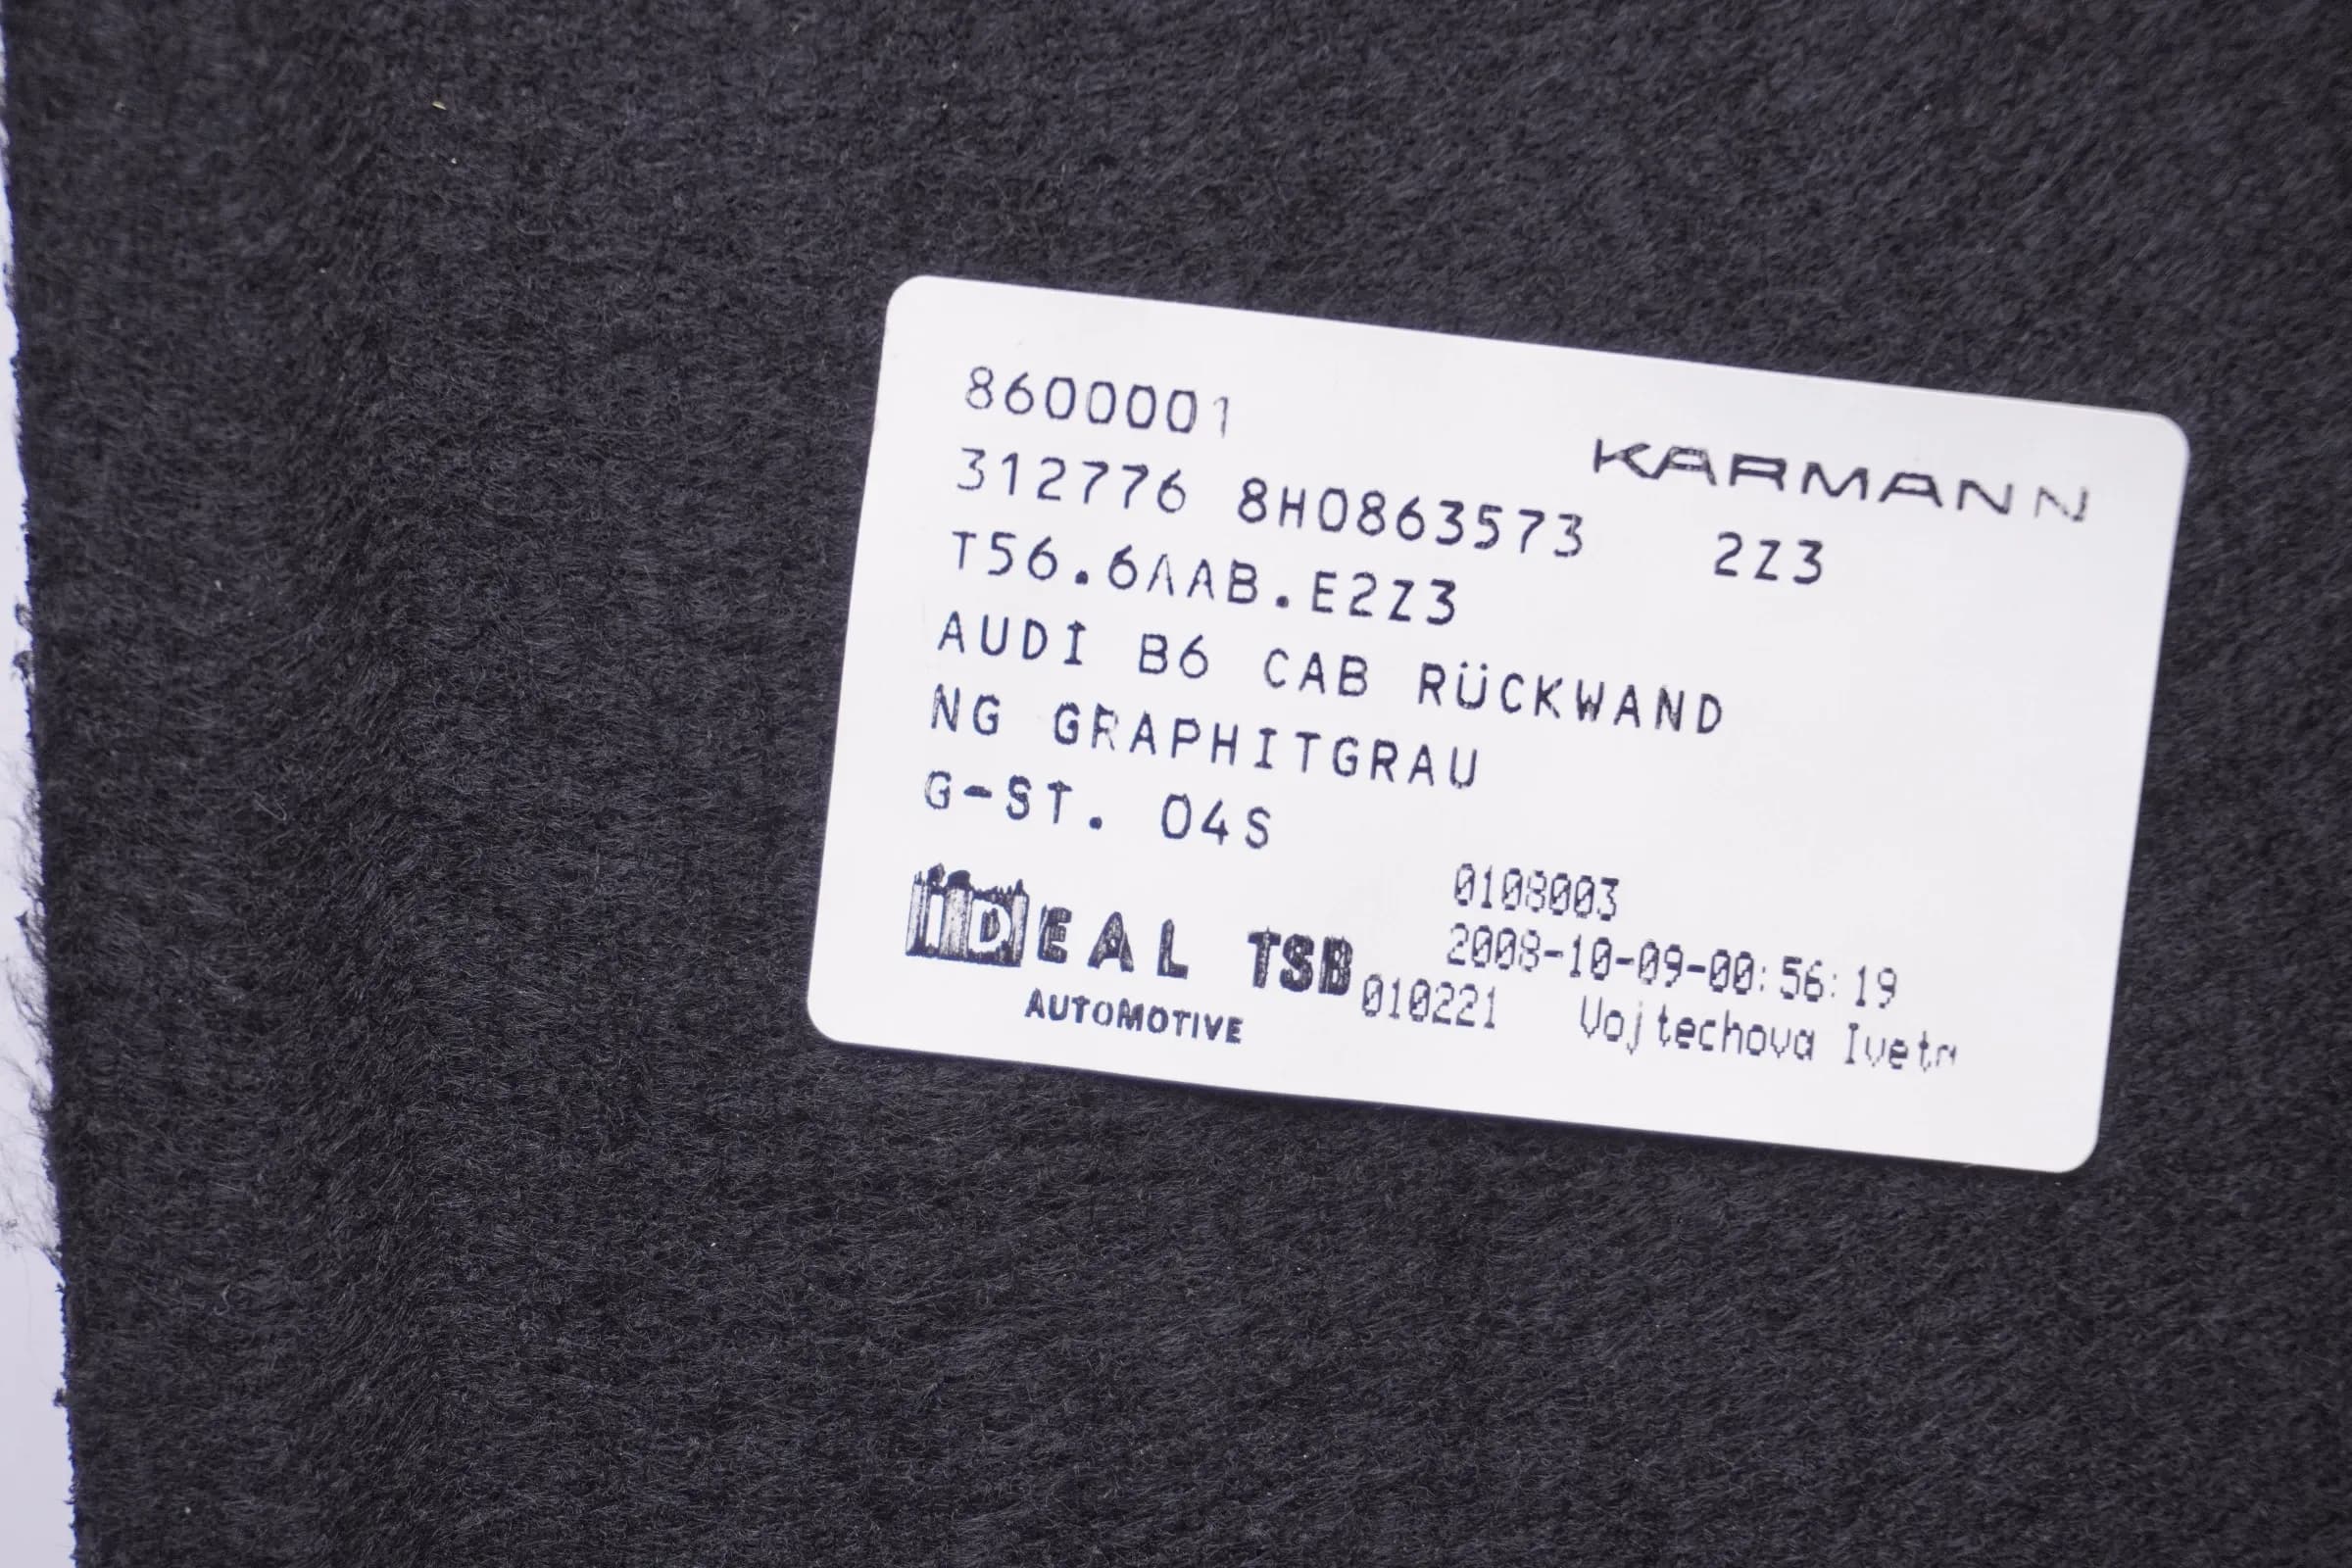 8600001
KARMANN
312776 8H0863573 2Z3
T56.6AAB.E2Z3
AUDI B6 CAB RÜCKWAND
NG GRAPHITGRAU
G-ST. 04S
0108003
iDEAL TSB 2008-10-09-00:56:19
AUTOMOTIVE 010221 Vojtechova Iveta